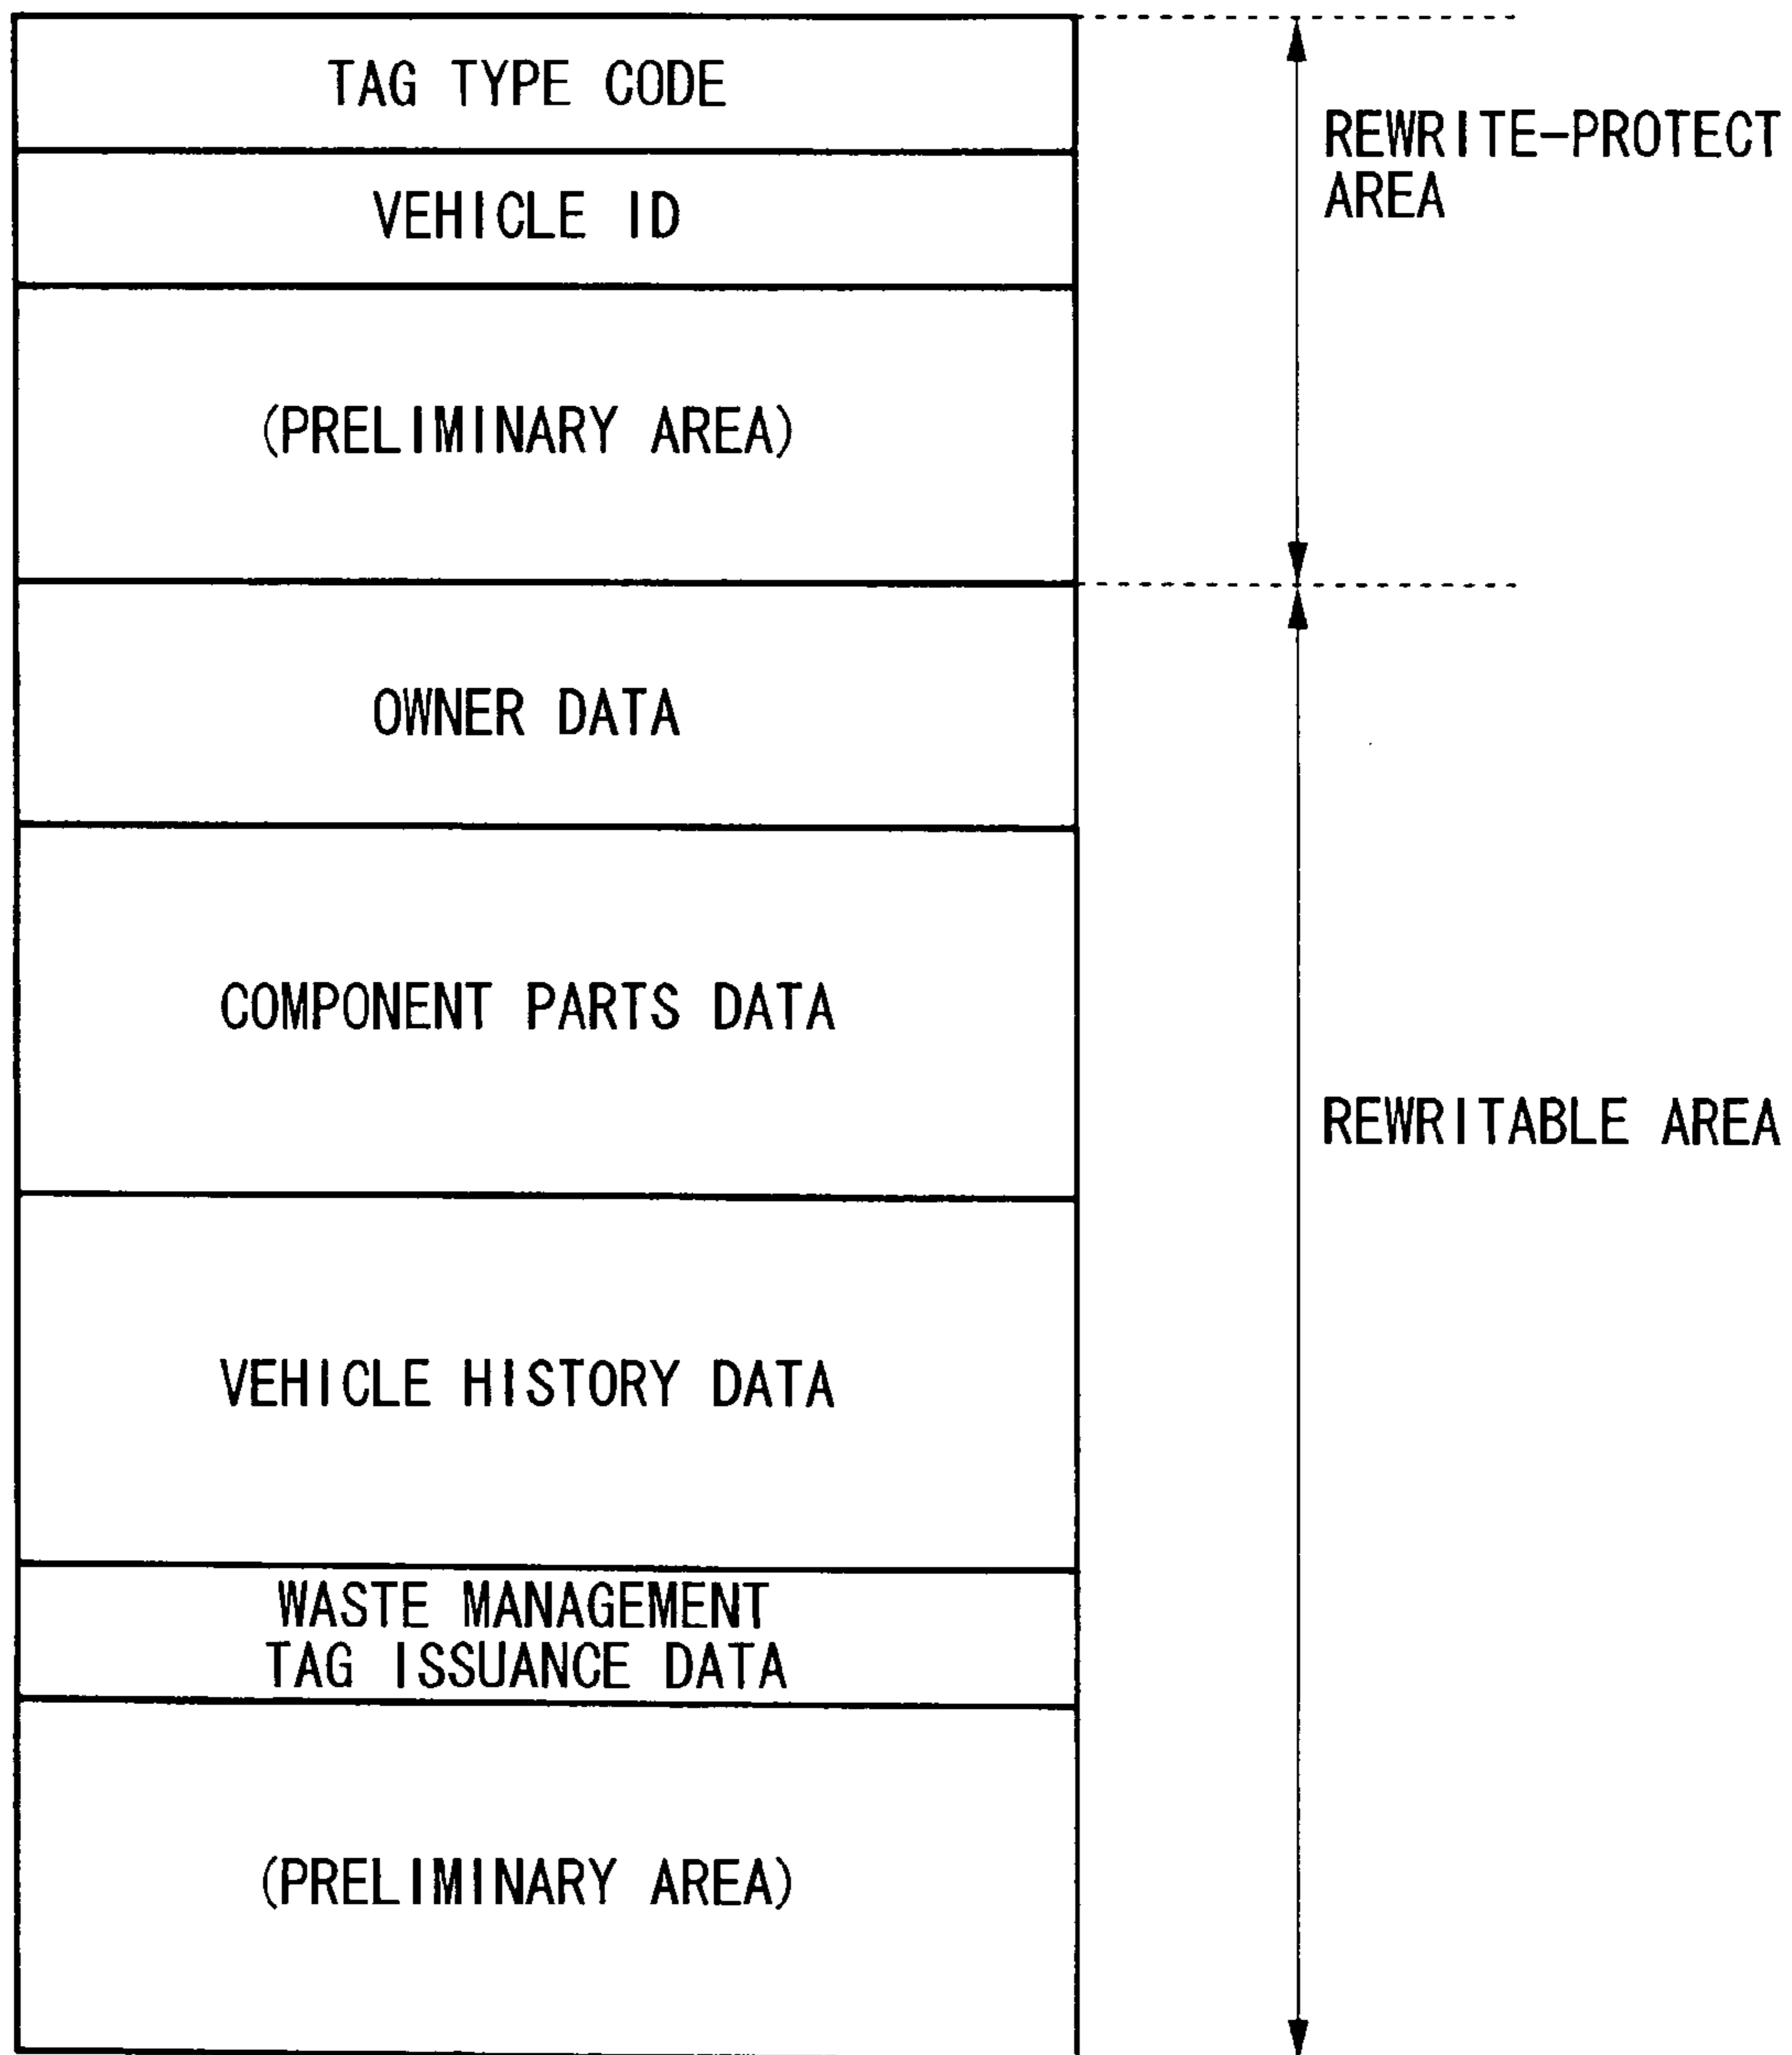 TAG TYPE CODE
REWRITE-PROTECT
AREA
VEHICLE ID
(PRELIMINARY AREA)
OWNER DATA
COMPONENT PARTS DATA
REWRITABLE AREA
VEHICLE HISTORY DATA
WASTE MANAGEMENT
TAG ISSUANCE DATA
(PRELIMINARY AREA)